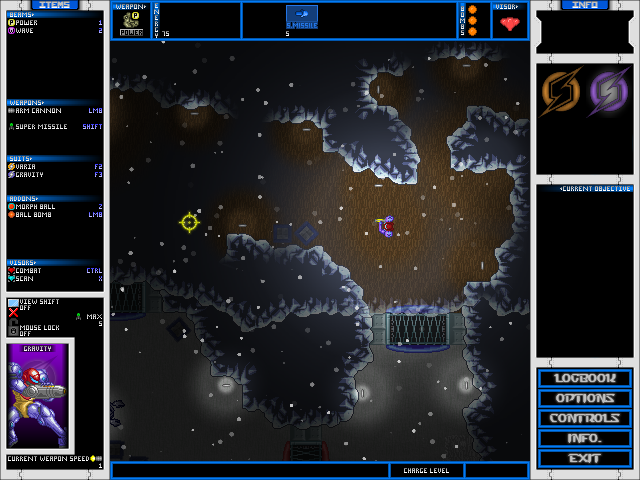 ITEMS
BEAMS
POWER 1
WAVE 2
WEAPONS
ARM CANNON LMB
SUPER MISSILE SHIFT
SUITS
VARIA F2
GRAVITY F3
ADDONS
MORPH BALL Z
BALL BOMB LMB
VISORS
COMBAT CTRL
SCAN X
VIEW SHIFT
OFF
MAX
5
MOUSE LOCK
OFF
GRAVITY
CURRENT WEAPON SPEED
1
WEAPON
P
POWER
ENERGY
75
S.MISSILE
5
BOMBS
VISOR
CHARGE LEVEL
INFO
CURRENT OBJECTIVE
LOGBOOK
OPTIONS
CONTROLS
INFO.
EXIT